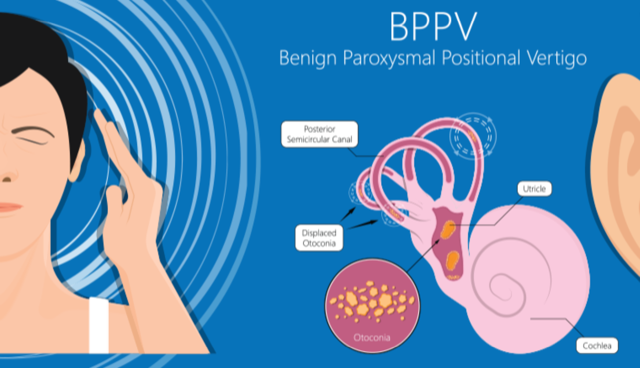 BPPV
Benign Paroxysmal Positional Vertigo
Posterior
Semicircular Canal
Utricle
Displaced
Otoconia
Otoconia
Cochlea